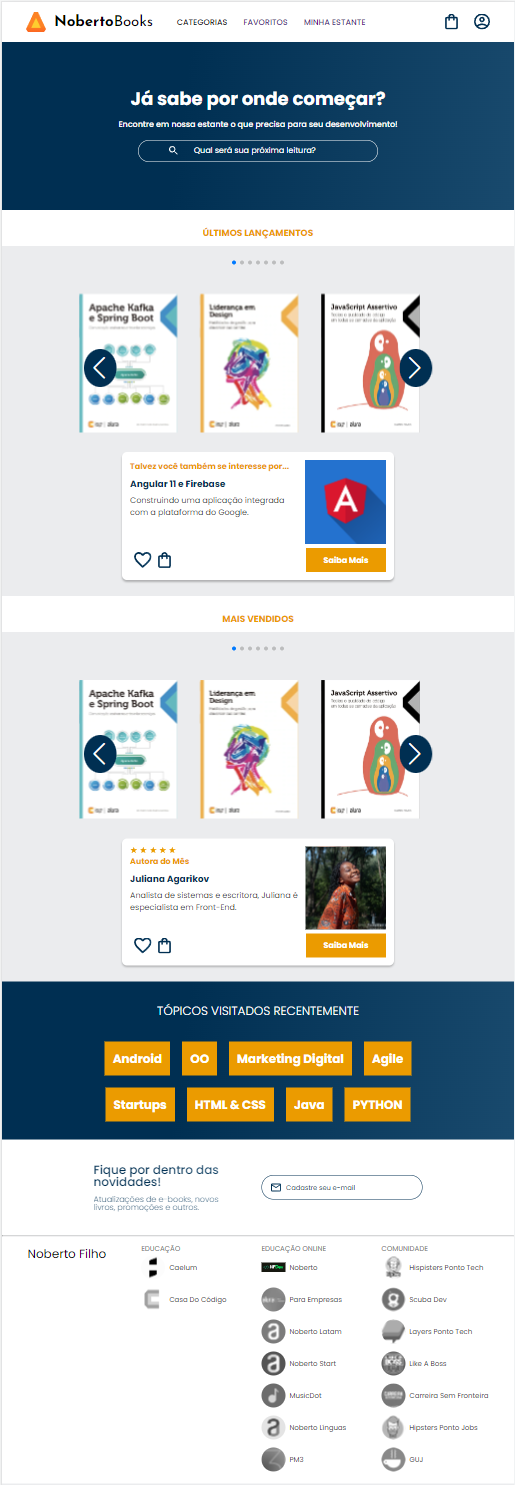 NobertoBooks
CATEGORIAS
FAVORITOS
MINHA ESTANTE
Já sabe por onde começar?
Encontre em nossa estante o que precisa para seu desenvolvimento!
Qual será sua próxima leitura?
ÚLTIMOS LANÇAMENTOS
Apache Kafka
e Spring Boot
Liderança em
Design
JavaScript Assertivo
Talvez você também se interesse por...
Angular 11 e Firebase
Construindo uma aplicação integrada
com a plataforma do Google.
Saiba Mais
MAIS VENDIDOS
Apache Kafka
e Spring Boot
Liderança em
Design
JavaScript Assertivo
Autora do Mês
Juliana Agarikov
Analista de sistemas e escritora, Juliana é
especialista em Front-End.
Saiba Mais
TÓPICOS VISITADOS RECENTEMENTE
Android
OO
Marketing Digital
Agile
Startups
HTML & CSS
Java
PYTHON
Fique por dentro das
novidades!
Atualizações de e-books, novos
livros, promoções e outros.
Cadastre seu e-mail
Noberto Filho
EDUCAÇÃO
Caelum
Casa Do Código
EDUCAÇÃO ONLINE
Noberto
Para Empresas
Noberto Latam
Noberto Start
MusicDot
Noberto Linguas
PM3
COMUNIDADE
Hispisters Ponto Tech
Scuba Dev
Layers Ponto Tech
Like A Boss
Carreira Sem Fronteira
Hipsters Ponto Jobs
GUJ